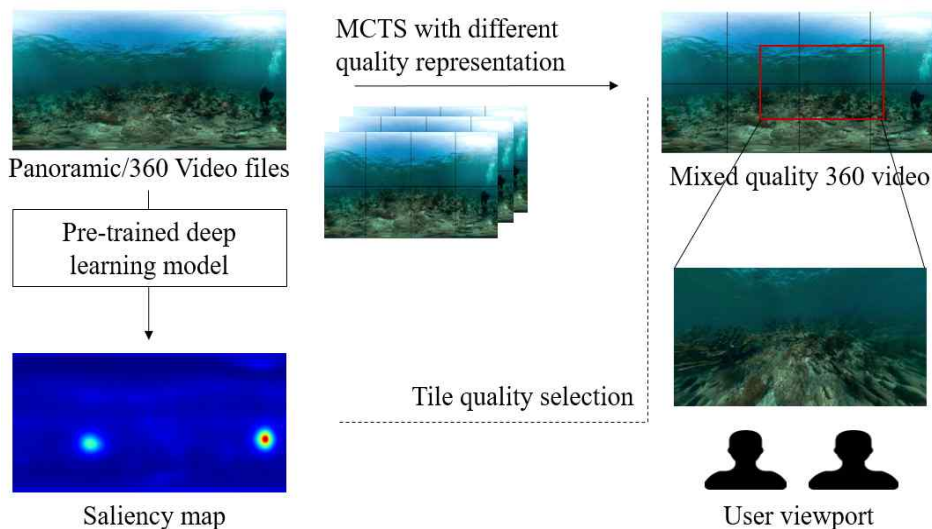 MCTS with different
quality representation
Panoramic/360 Video files
Mixed quality 360 video
Pre-trained deep
learning model
Tile quality selection
Saliency map
User viewport